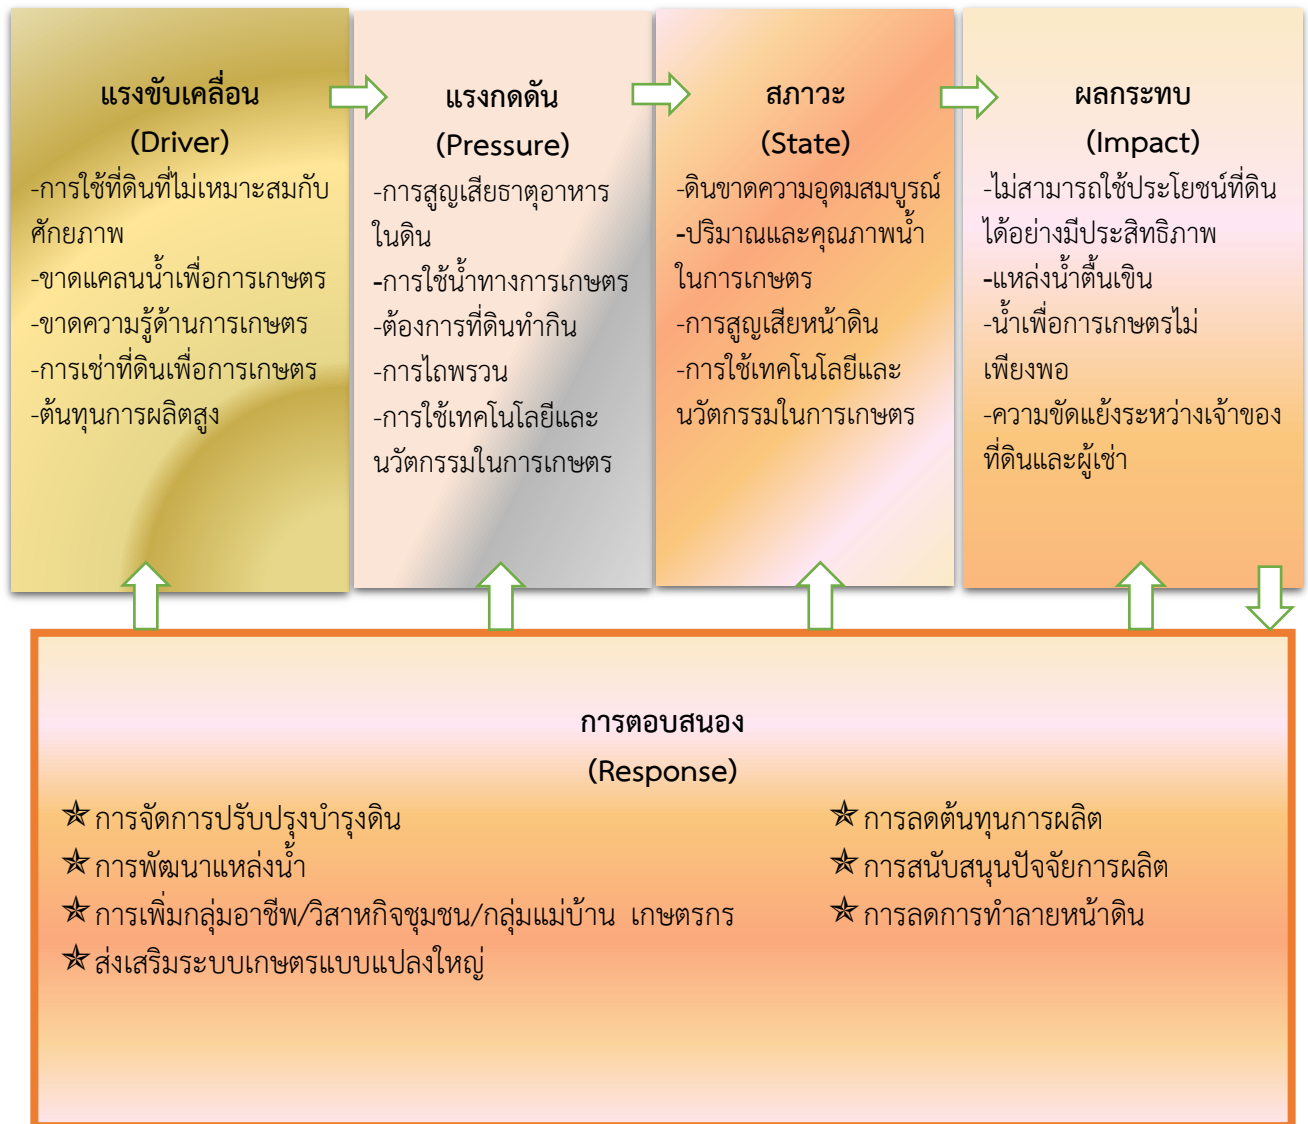 แรงขับเคลื่อน
(Driver)
-การใช้ที่ดินที่ไม่เหมาะสมกับ
ศักยภาพ
-ขาดแคลนน้ำเพื่อการเกษตร
-ขาดความรู้ด้านการเกษตร
-การเช่าที่ดินเพื่อการเกษตร
-ต้นทุนการผลิตสูง
แรงกดดัน
(Pressure)
-การสูญเสียธาตุอาหาร
ในดิน
-การใช้น้ำทางการเกษตร
-ต้องการที่ดินทำกิน
-การไถพรวน
-การใช้เทคโนโลยีและ
นวัตกรรมในการเกษตร
สภาวะ
(State)
-ดินขาดความอุดมสมบูรณ์
-ปริมาณและคุณภาพน้ำ
ในการเกษตร
-การสูญเสียหน้าดิน
-การใช้เทคโนโลยีและ
นวัตกรรมในการเกษตร
ผลกระทบ
(Impact)
-ไม่สามารถใช้ประโยชน์ที่ดิน
ได้อย่างมีประสิทธิภาพ
-แหล่งน้ำตื้นเขิน
-น้ำเพื่อการเกษตรไม่
เพียงพอ
-ความขัดแย้งระหว่างเจ้าของ
ที่ดินและผู้เช่า
การตอบสนอง
(Response)
การจัดการปรับปรุงบำรุงดิน
การพัฒนาแหล่งน้ำ
การเพิ่มกลุ่มอาชีพ/วิสาหกิจชุมชน/กลุ่มแม่บ้าน เกษตรกร
ส่งเสริมระบบเกษตรแบบแปลงใหญ่
การลดต้นทุนการผลิต
การสนับสนุนปัจจัยการผลิต
การลดการทำลายหน้าดิน